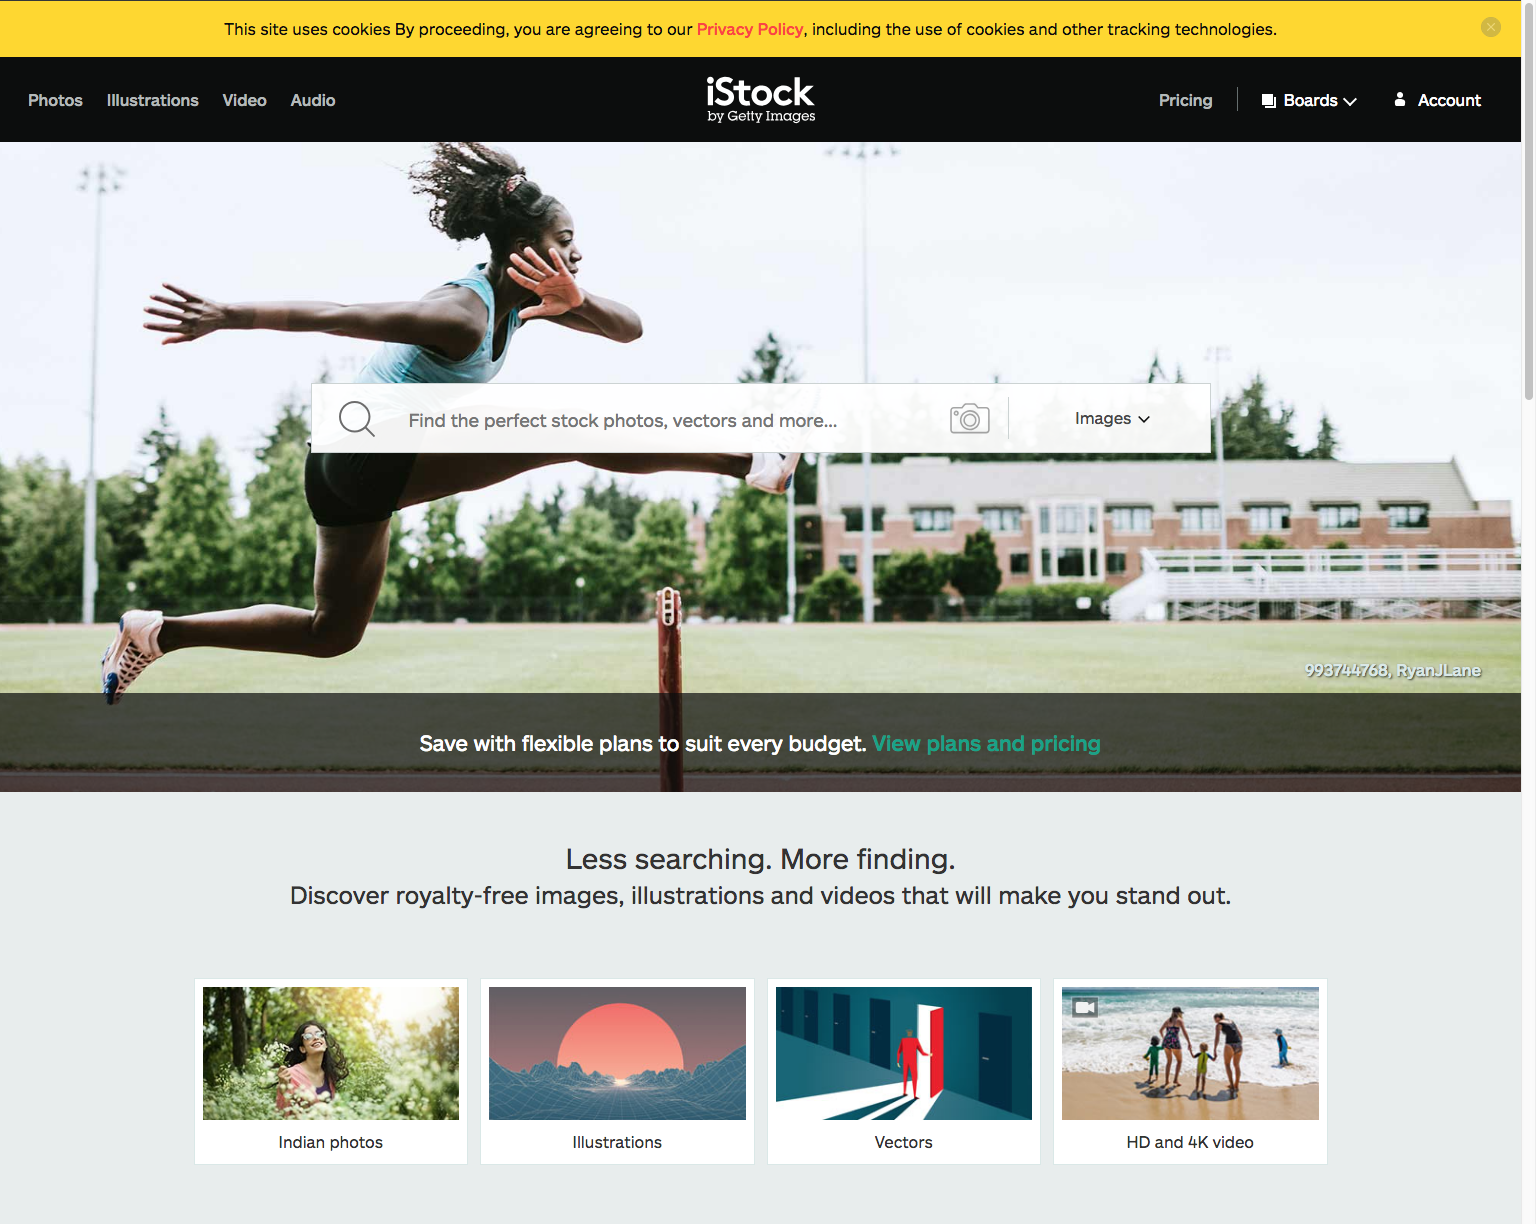 This site uses cookies By proceeding, you are agreeing to our Privacy Policy, including the use of cookies and other tracking technologies.
Photos Illustrations Video Audio
iStock
by Getty Images
Pricing Boards Account
Find the perfect stock photos, vectors and more... Images
993744768, RyanJLane
Save with flexible plans to suit every budget. View plans and pricing
Less searching. More finding.
Discover royalty-free images, illustrations and videos that will make you stand out.
Indian photos
Illustrations
Vectors
HD and 4K video